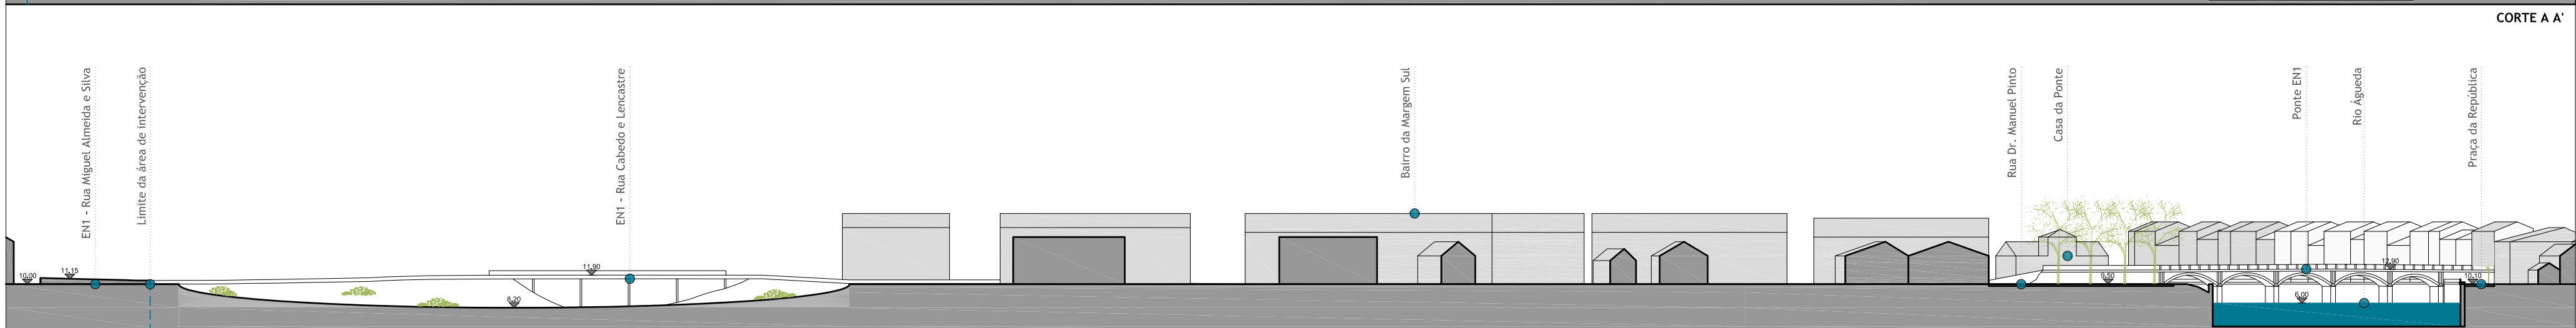 CORTE A A'
EN1 - Rua Miguel Almeida e Silva
Limite da área de intervenção
EN1 - Rua Cabedo e Lencastre
Bairro da Margem Sul
Rua Dr. Manuel Pinto
Casa da Ponte
Ponte EN1
Rio Águeda
Praça da República
10.00
11.15
11.90
8.20
9.50
12.90
6.00
10.10